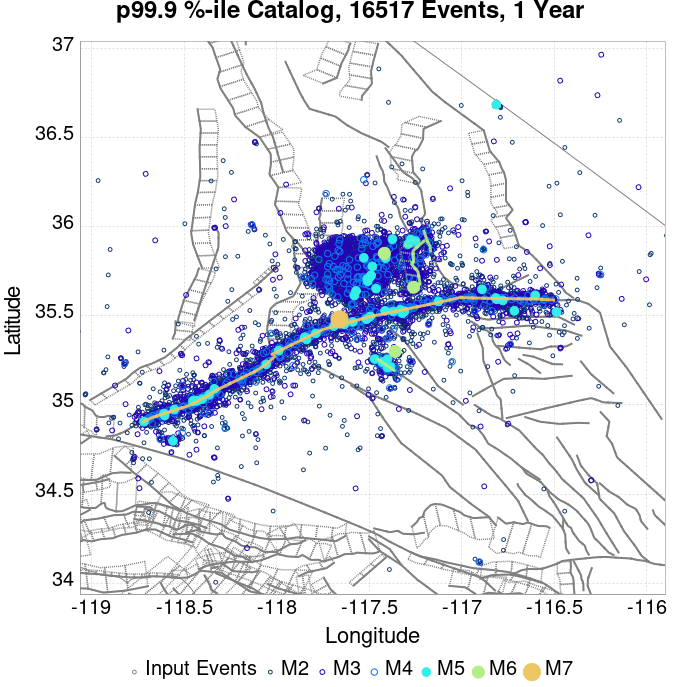 p99.9 %-ile Catalog, 16517 Events, 1 Year
37
36.5
36
35.5
35
34.5
34
Latitude
-119 -118.5 -118 -117.5 -117 -116.5 -116
Longitude
Input Events M2 M3 M4 M5 M6 M7